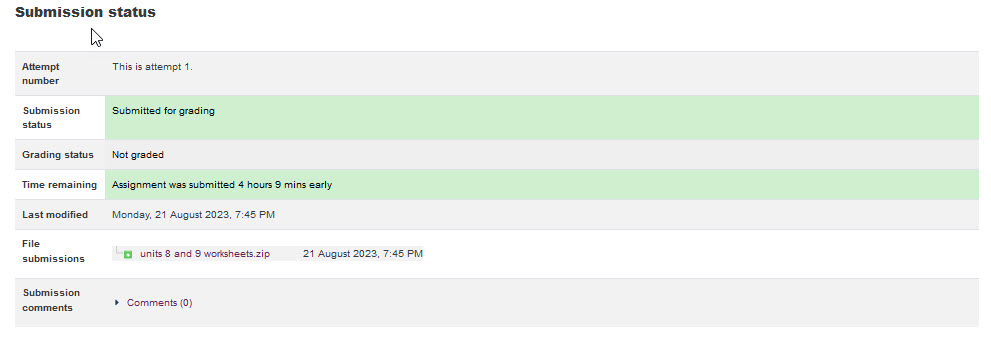 Submission status
Attempt number
This is attempt 1.
Submission status
Submitted for grading
Grading status
Not graded
Time remaining
Assignment was submitted 4 hours 9 mins early
Last modified
Monday, 21 August 2023, 7:45 PM
File submissions
units 8 and 9 worksheets.zip
21 August 2023, 7:45 PM
Submission comments
Comments (0)